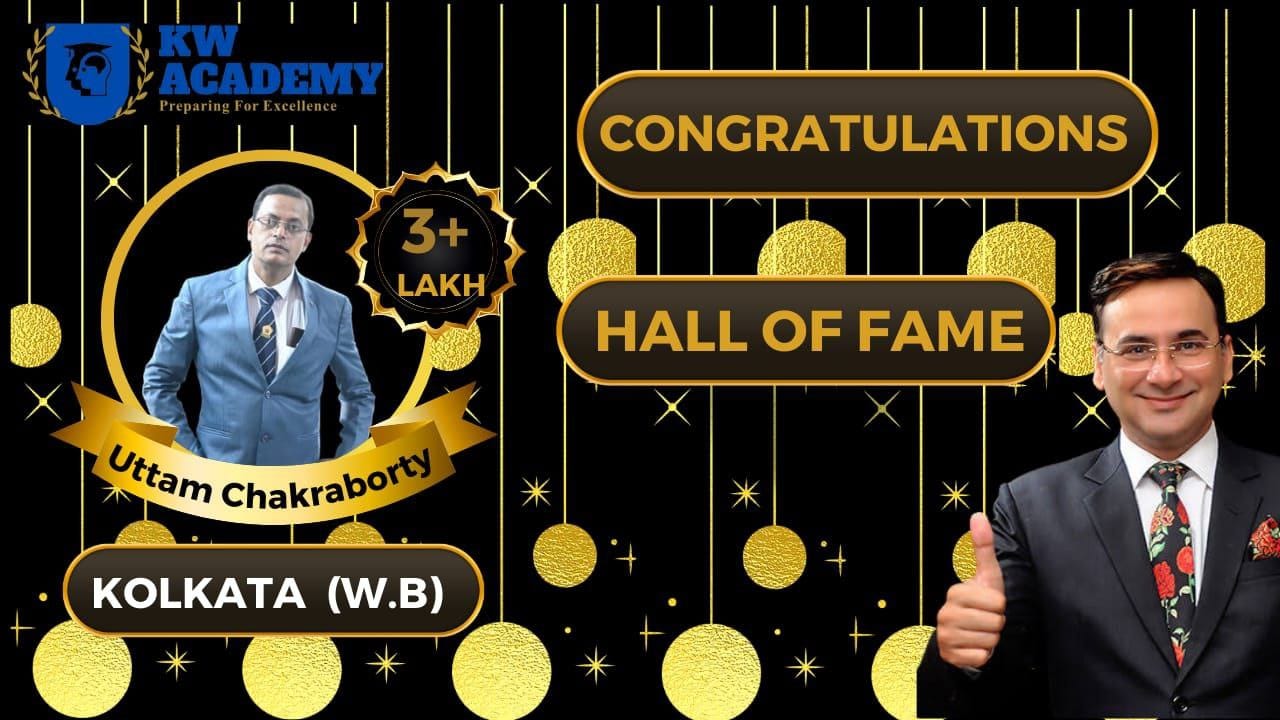 KW
ACADEMY
Preparing For Excellence
CONGRATULATIONS
3+
LAKH
HALL OF FAME
Uttam Chakraborty
KOLKATA (W.B)